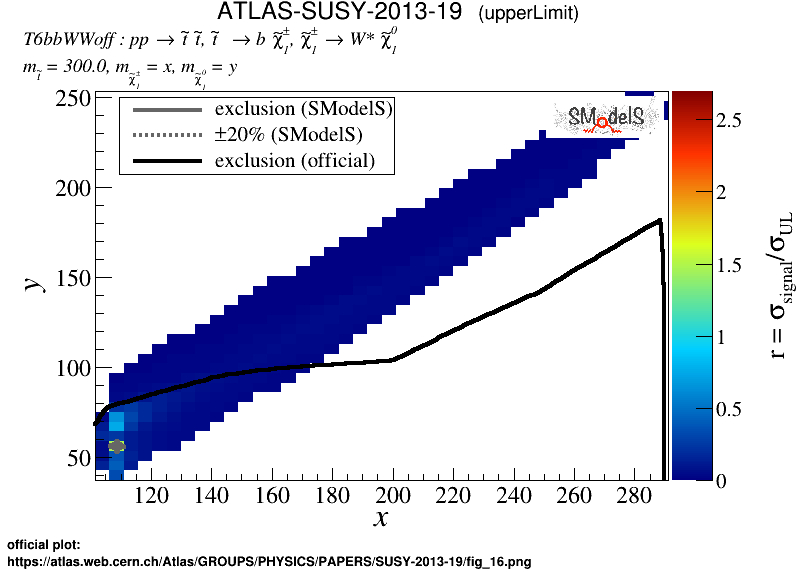 ATLAS-SUSY-2013-19 (upperLimit)
T6bbWWoff : pp → t̃ t̃, t̃ → b χ̃₁±, χ̃₁± → W* χ̃₁⁰
m_t̃ = 300.0, m_χ̃₁± = x, m_χ̃₁⁰ = y
exclusion (SModelS)
±20% (SModelS)
exclusion (official)
SModelS
250
200
150
100
50
y
120 140 160 180 200 220 240 260 280
x
2.5
2
1.5
1
0.5
0
r = σ_signal/σ_UL
official plot:
https://atlas.web.cern.ch/Atlas/GROUPS/PHYSICS/PAPERS/SUSY-2013-19/fig_16.png